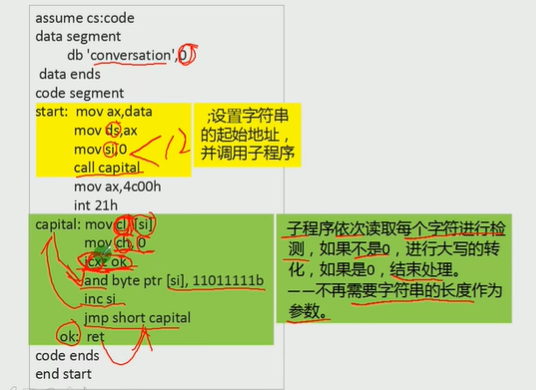 assume cs:code
data segment
db 'conversation',0
data ends
code segment
start: mov ax,data
mov ds,ax
mov si,0
call capital
mov ax,4c00h
int 21h
capital: mov cl, [si]
mov ch, 0
jcxz ok
and byte ptr [si], 11011111b
inc si
jmp short capital
ok: ret
code ends
end start
;设置字符串
的起始地址，
并调用子程序
12
子程序依次读取每个字符进行检
测，如果不是0，进行大写的转
化，如果是0，结束处理。
——不再需要字符串的长度作为
参数。